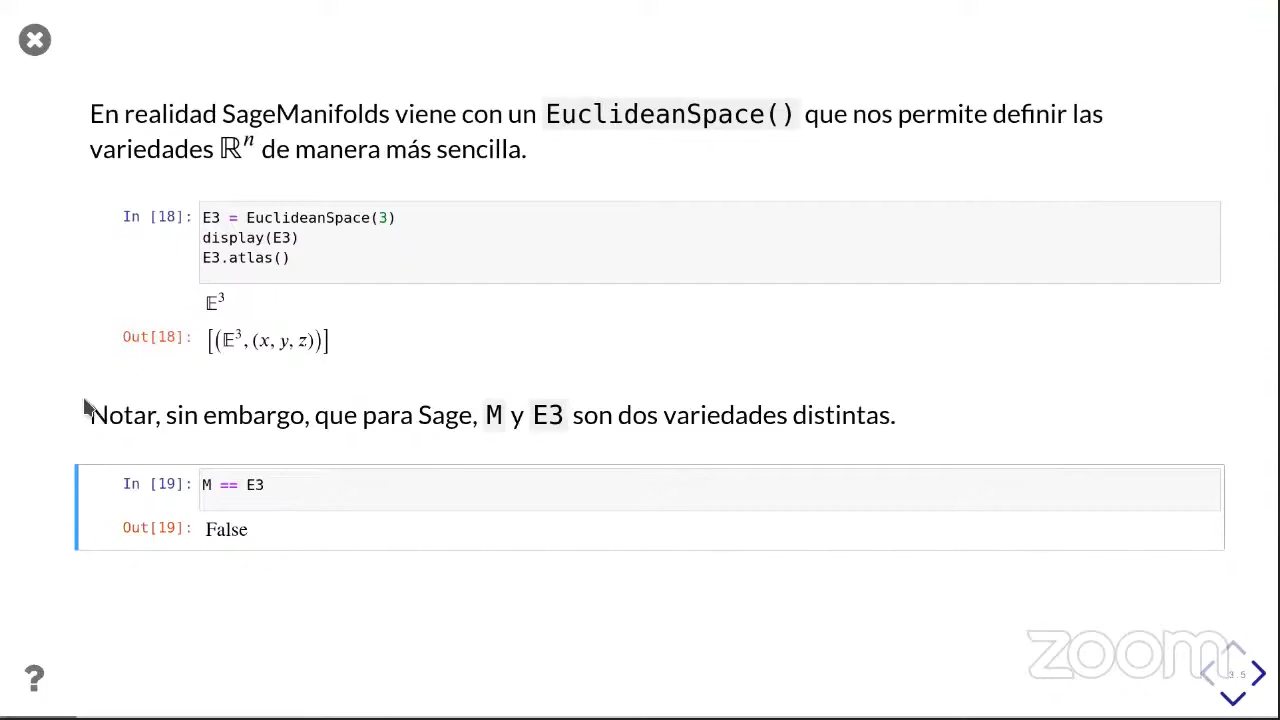 En realidad SageManifolds viene con un EuclideanSpace() que nos permite definir las
variedades ℝⁿ de manera más sencilla.
In [18]: E3 = EuclideanSpace(3)
display(E3)
E3.atlas()
𝔼³
Out[18]: [(𝔼³, (x, y, z))]
Notar, sin embargo, que para Sage, M y E3 son dos variedades distintas.
In [19]: M == E3
Out[19]: False
zoom
?
3.5